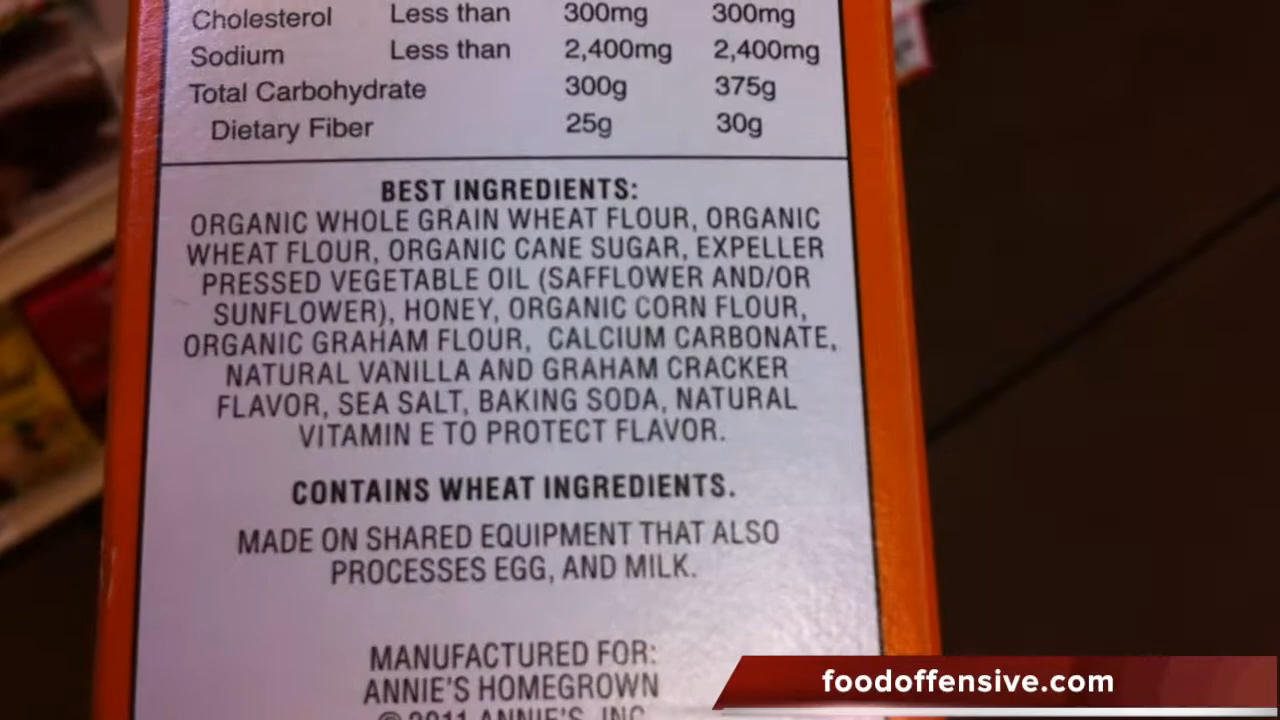 Cholesterol Less than 300mg 300mg
Sodium Less than 2,400mg 2,400mg
Total Carbohydrate 300g 375g
Dietary Fiber 25g 30g
BEST INGREDIENTS:
ORGANIC WHOLE GRAIN WHEAT FLOUR, ORGANIC
WHEAT FLOUR, ORGANIC CANE SUGAR, EXPELLER
PRESSED VEGETABLE OIL (SAFFLOWER AND/OR
SUNFLOWER), HONEY, ORGANIC CORN FLOUR,
ORGANIC GRAHAM FLOUR, CALCIUM CARBONATE,
NATURAL VANILLA AND GRAHAM CRACKER
FLAVOR, SEA SALT, BAKING SODA, NATURAL
VITAMIN E TO PROTECT FLAVOR.
CONTAINS WHEAT INGREDIENTS.
MADE ON SHARED EQUIPMENT THAT ALSO
PROCESSES EGG, AND MILK.
MANUFACTURED FOR:
ANNIE'S HOMEGROWN
© 2011 ANNIE'S, INC
foodoffensive.com